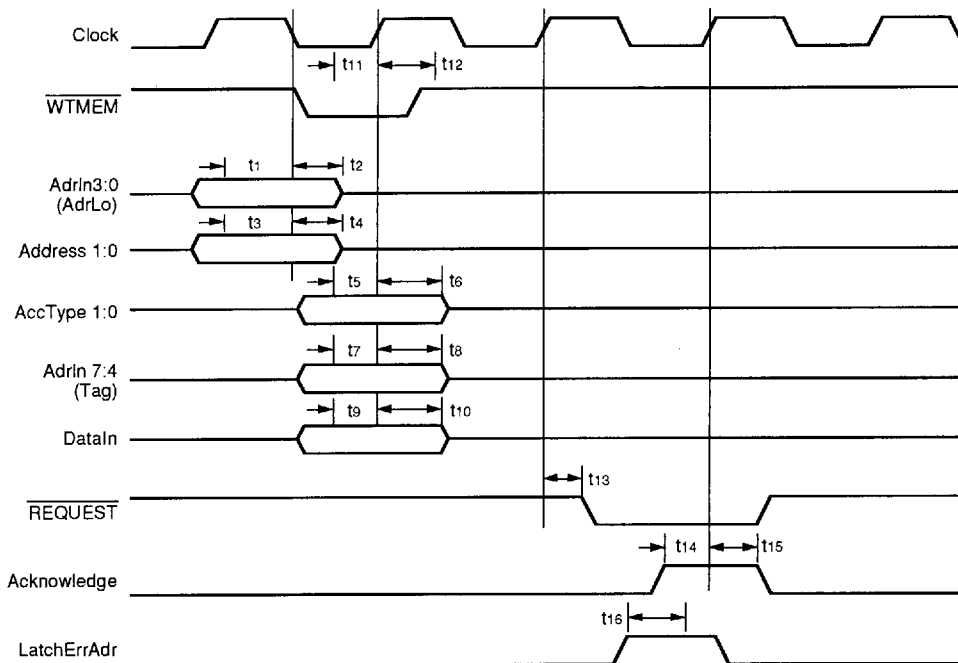 Clock
t11 t12
WTMEM
t1 t2
AdrIn3:0
(AdrLo)
t3 t4
Address 1:0
t5 t6
AccType 1:0
t7 t8
AdrIn 7:4
(Tag)
t9 t10
DataIn
t13
REQUEST
t14 t15
Acknowledge
t16
LatchErrAdr